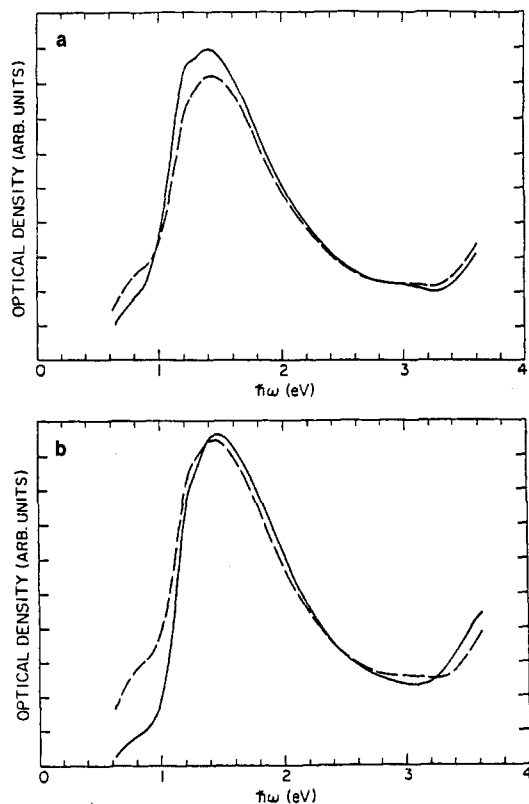 a
OPTICAL DENSITY (ARB. UNITS)
0 1 2 3 4
ħω (eV)
b
OPTICAL DENSITY (ARB. UNITS)
0 1 2 3 4
ħω (eV)